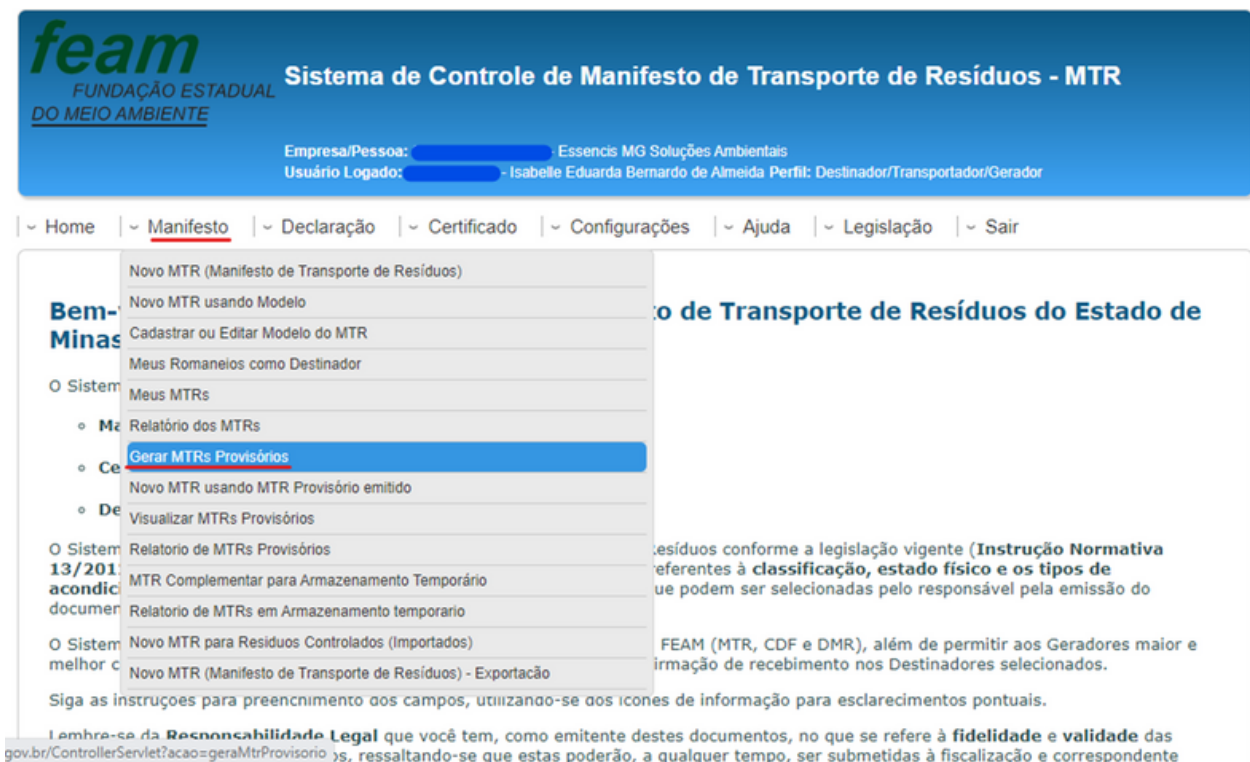 feam
FUNDAÇÃO ESTADUAL
DO MEIO AMBIENTE
Sistema de Controle de Manifesto de Transporte de Resíduos - MTR
Empresa/Pessoa: - Essencis MG Soluções Ambientais
Usuário Logado: - Isabelle Eduarda Bernardo de Almeida Perfil: Destinador/Transportador/Gerador
Home Manifesto Declaração Certificado Configurações Ajuda Legislação Sair
Novo MTR (Manifesto de Transporte de Resíduos)
Novo MTR usando Modelo
Cadastrar ou Editar Modelo do MTR
Meus Romaneios como Destinador
Meus MTRs
Relatório dos MTRs
Gerar MTRs Provisórios
Novo MTR usando MTR Provisório emitido
Visualizar MTRs Provisórios
Relatorio de MTRs Provisórios
MTR Complementar para Armazenamento Temporário
Relatorio de MTRs em Armazenamento temporario
Novo MTR para Residuos Controlados (Importados)
Novo MTR (Manifesto de Transporte de Resíduos) - Exportacão
Bem- to de Transporte de Resíduos do Estado de
Minas
O Sistem
Ma
Ce
De
O Sistem esíduos conforme a legislação vigente (Instrução Normativa
13/201 referentes à classificação, estado físico e os tipos de
acondici ue podem ser selecionadas pelo responsável pela emissão do
documen
O Sistem FEAM (MTR, CDF e DMR), além de permitir aos Geradores maior e
melhor c irmação de recebimento nos Destinadores selecionados.
Siga as instruções para preenchimento dos campos, utilizando-se dos ícones de informação para esclarecimentos pontuais.
Lembre-se da Responsabilidade Legal que você tem, como emitente destes documentos, no que se refere à fidelidade e validade das
gov.br/ControllerServlet?acao=geraMtrProvisorio os, ressaltando-se que estas poderão, a qualquer tempo, ser submetidas à fiscalização e correspondente